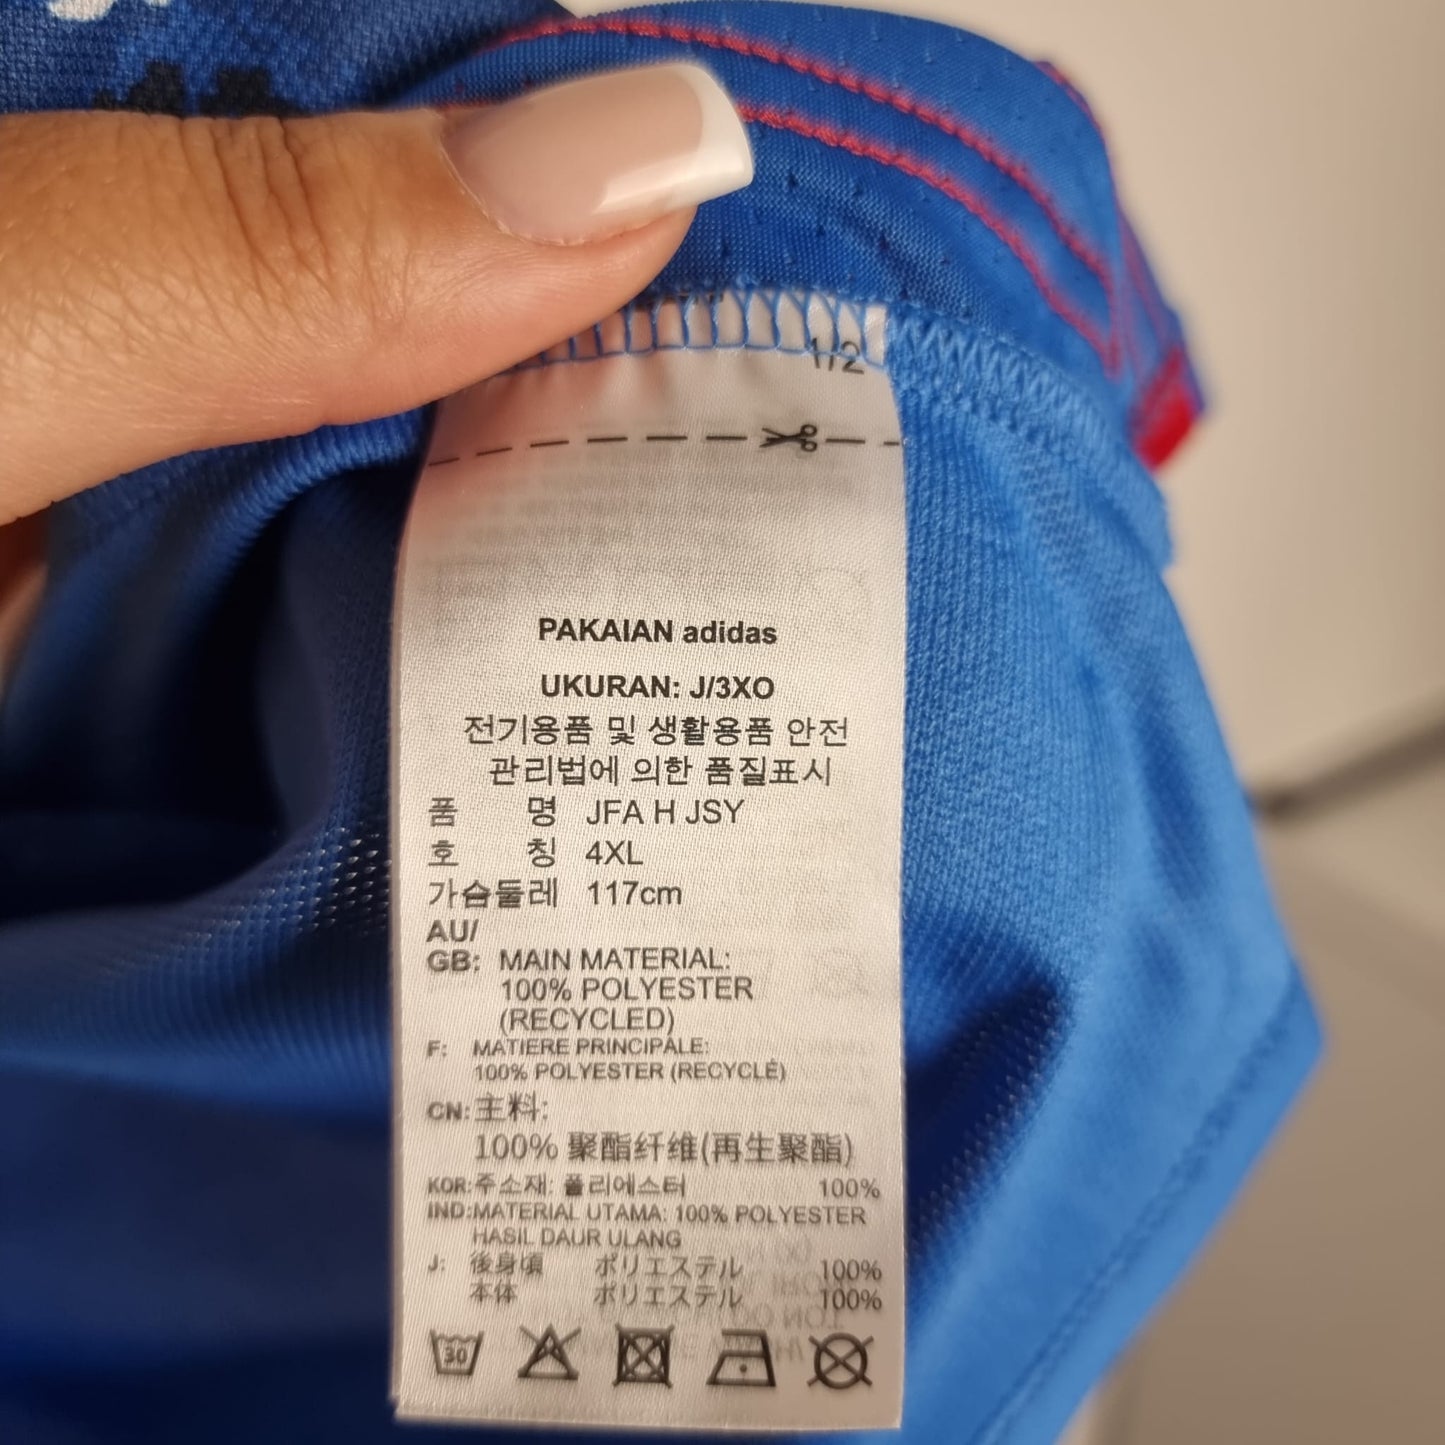 1/2
PAKAIAN adidas
UKURAN: J/3XO
전기용품 및 생활용품 안전
관리법에 의한 품질표시
품 명 JFA H JSY
호 칭 4XL
가슴둘레 117cm
AU/
GB: MAIN MATERIAL:
100% POLYESTER
(RECYCLED)
F: MATIERE PRINCIPALE:
100% POLYESTER (RECYCLÉ)
CN: 主料:
100% 聚酯纤维(再生聚酯)
KOR: 주소재: 폴리에스터 100%
IND: MATERIAL UTAMA: 100% POLYESTER
HASIL DAUR ULANG
J: 後身頃 ポリエステル 100%
本体 ポリエステル 100%
30